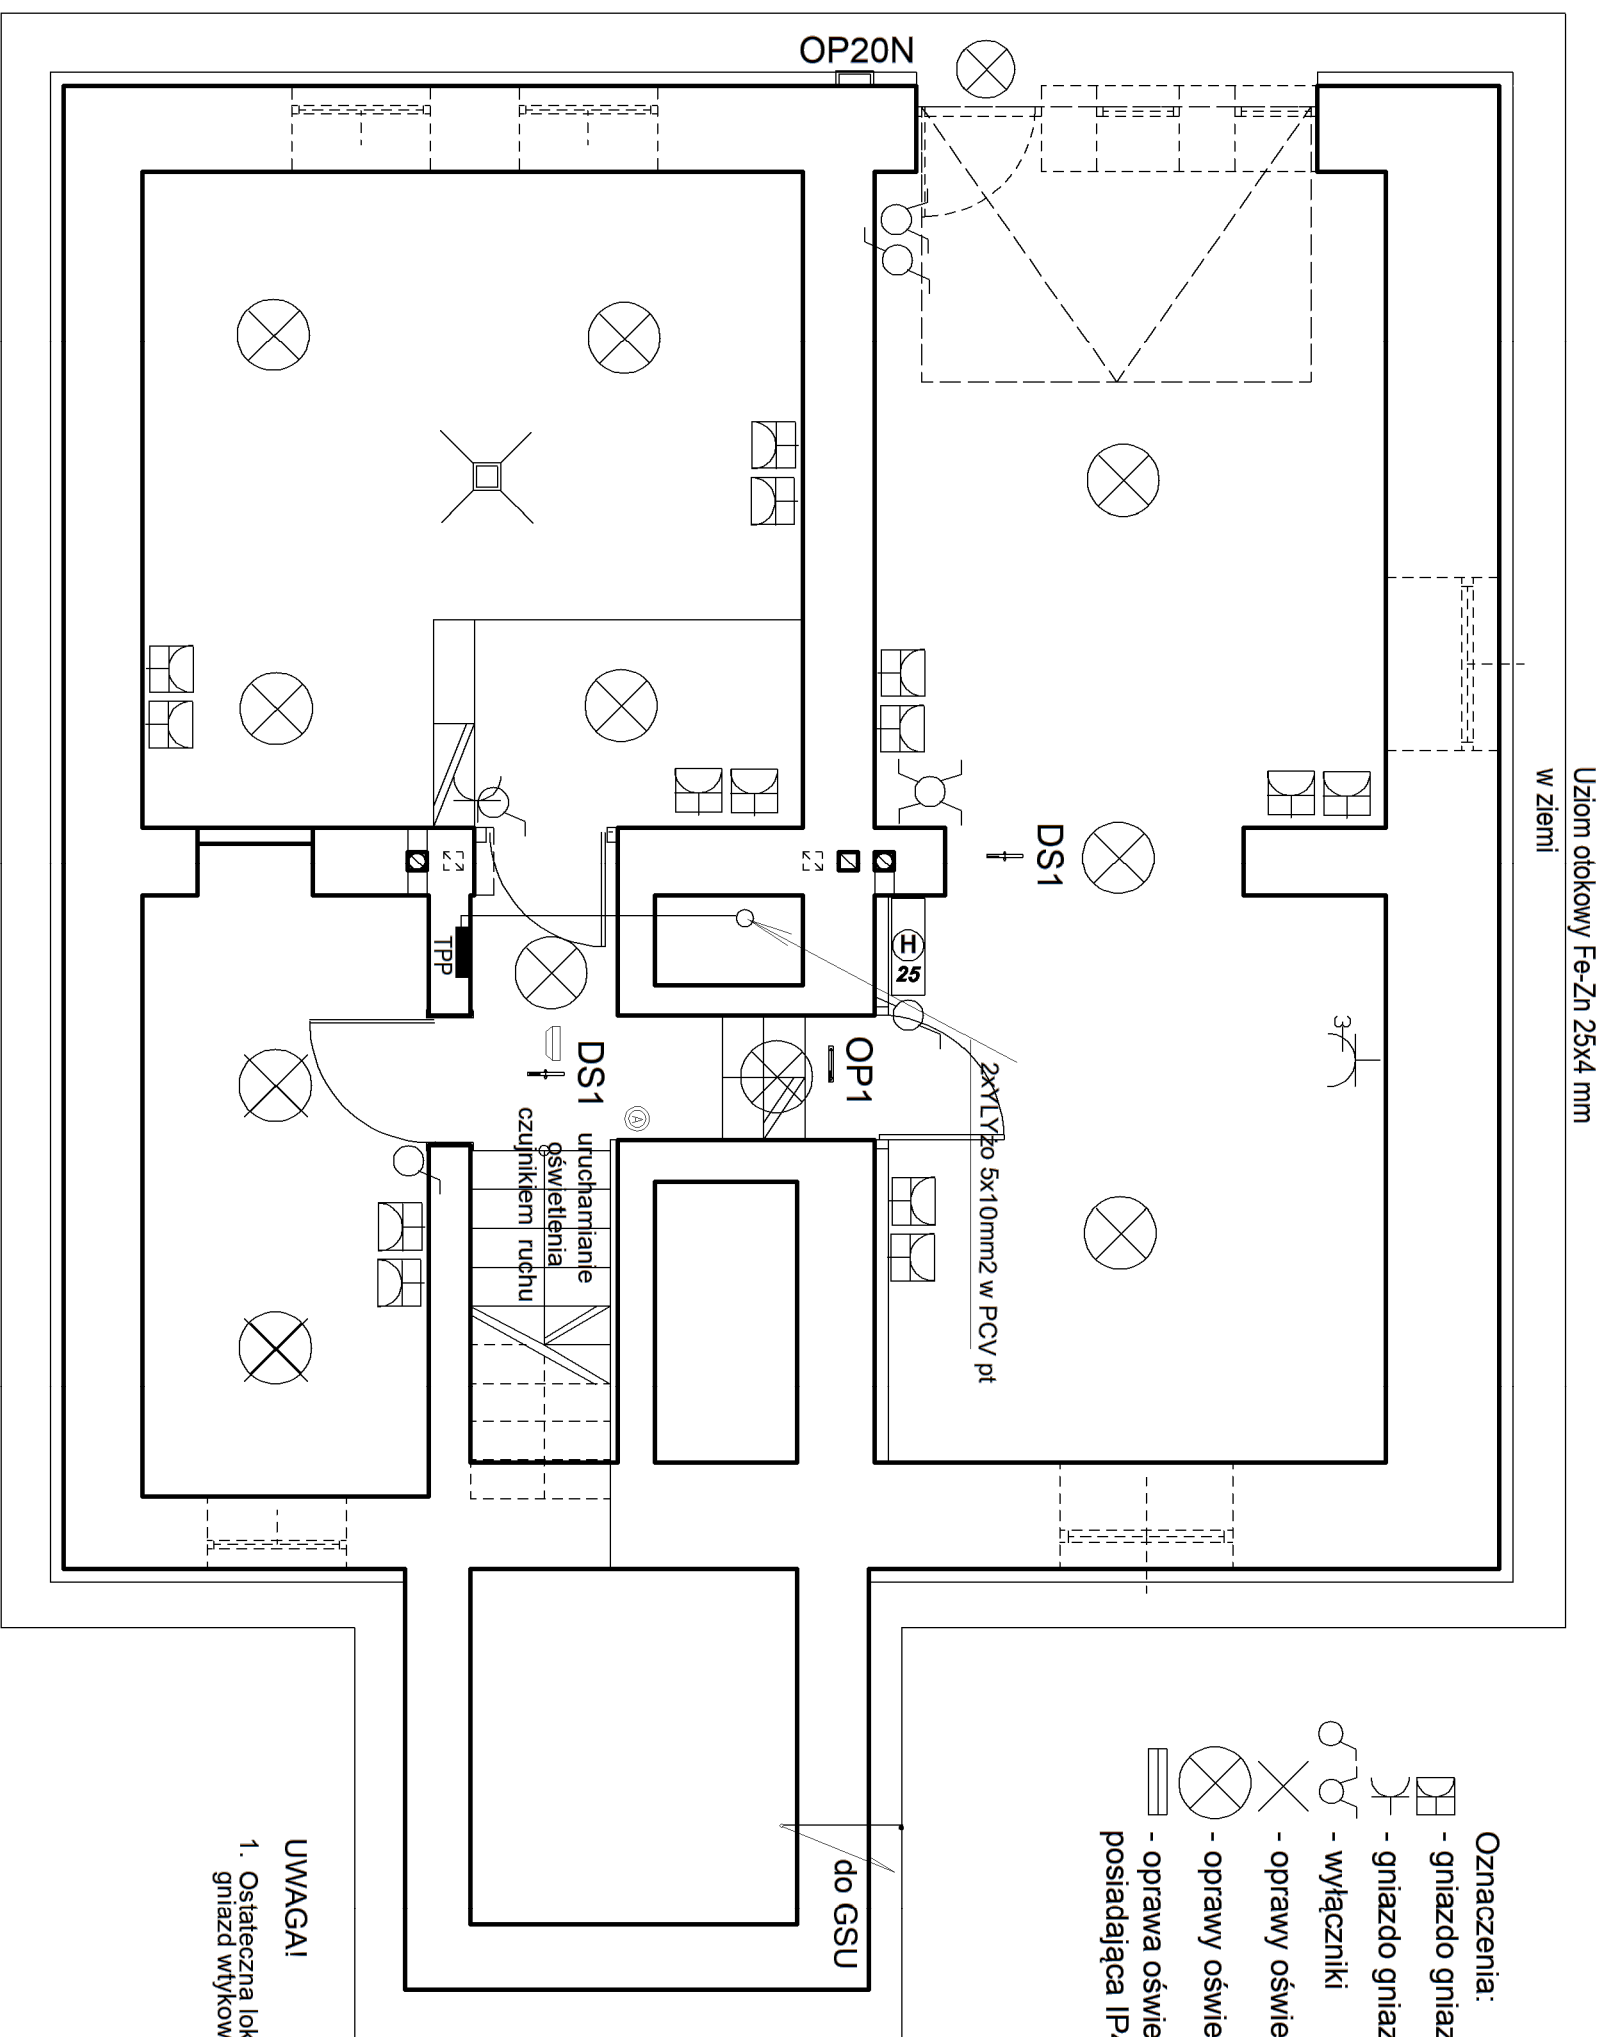 OP20N
Uziom otokowy Fe-Zn 25x4 mm
w ziemi
DS1
H
25
TPP
3
OP1
DS1
A
uruchamianie
oświetlenia
czujnikiem ruchu
2xYLYżo 5x10mm2 w PCV pt
do GSU
Oznaczenia:
- gniazdo gniaz
- gniazdo gniaz
- wyłączniki
- oprawy oświe
- oprawy oświe
- oprawa oświe
posiadająca IP4
UWAGA!
1. Ostateczna lok
gniazd wtykow